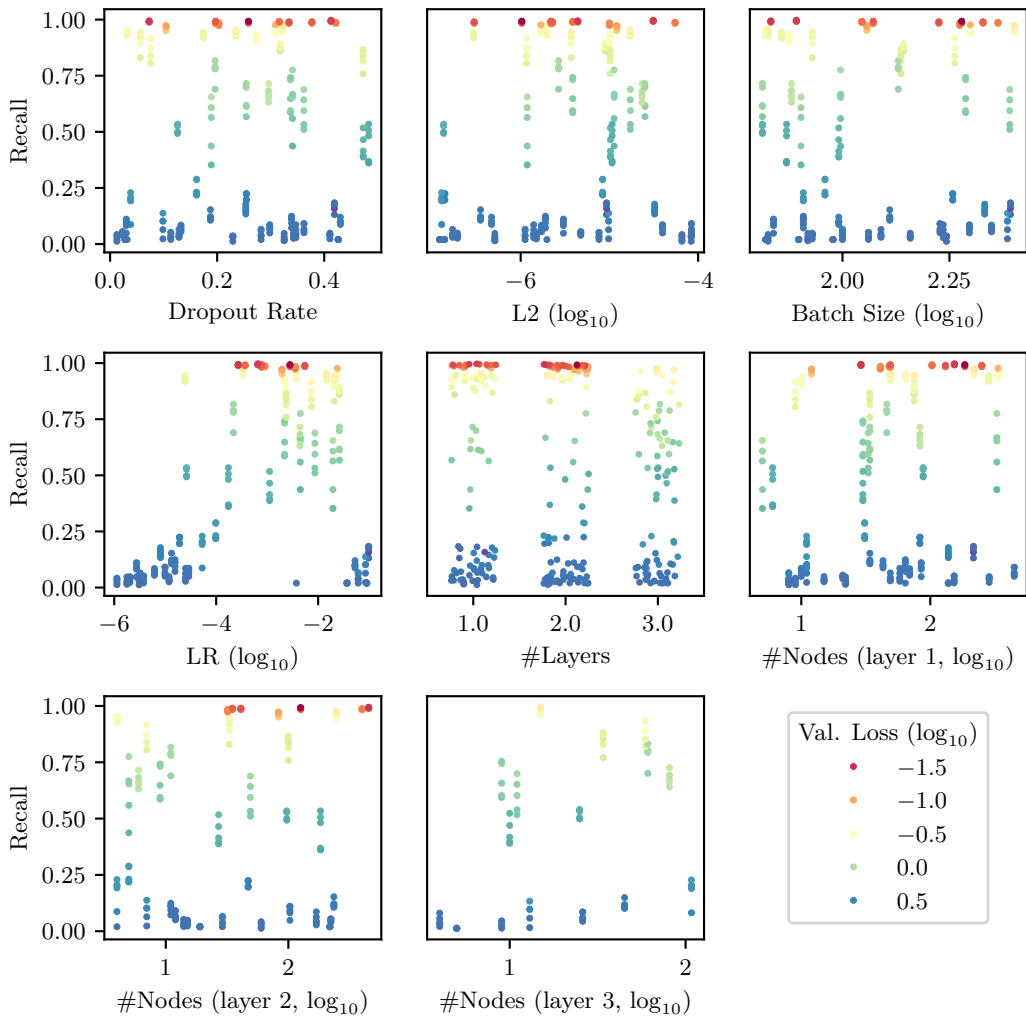 Recall
1.00
0.75
0.50
0.25
0.00
0.0 0.2 0.4
Dropout Rate
−6 −4
L2 (log10)
2.00 2.25
Batch Size (log10)
Recall
1.00
0.75
0.50
0.25
0.00
−6 −4 −2
LR (log10)
1.0 2.0 3.0
#Layers
1 2
#Nodes (layer 1, log10)
Recall
1.00
0.75
0.50
0.25
0.00
1 2
#Nodes (layer 2, log10)
1 2
#Nodes (layer 3, log10)
Val. Loss (log10)
−1.5
−1.0
−0.5
0.0
0.5